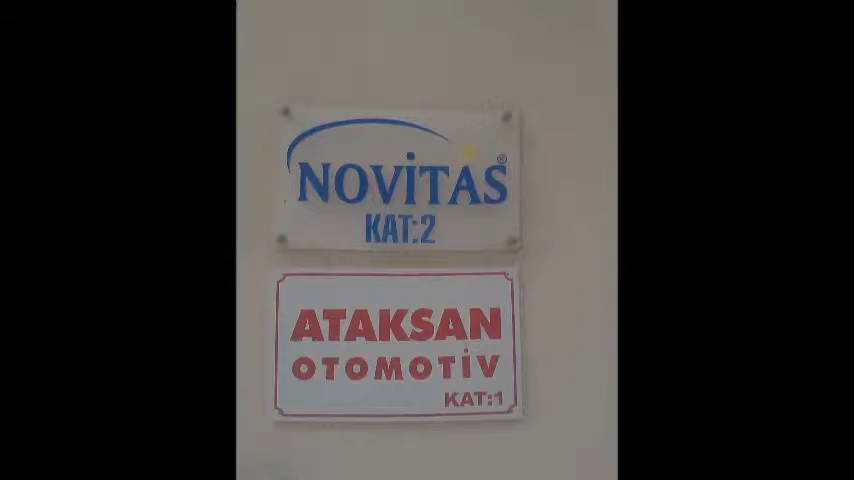 NOVİTAS®
KAT:2
ATAKSAN
OTOMOTİV
KAT:1